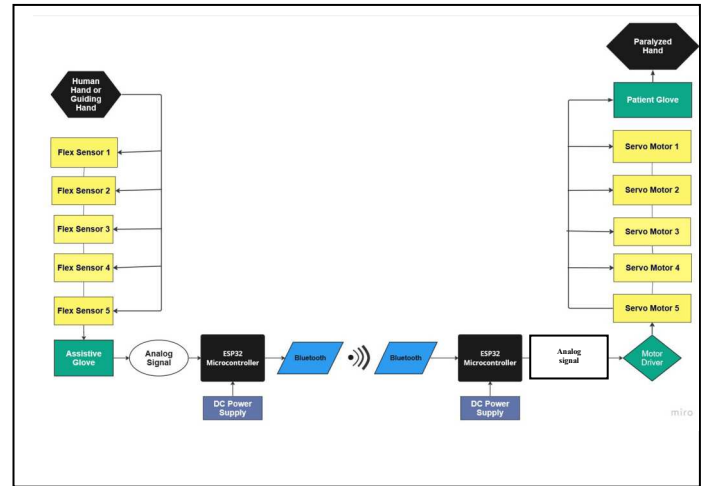 Human
Hand or
Guiding
Hand
Flex Sensor 1
Flex Sensor 2
Flex Sensor 3
Flex Sensor 4
Flex Sensor 5
Assistive
Glove
Analog
Signal
ESP32
Microcontroller
DC Power
Supply
Bluetooth
Bluetooth
ESP32
Microcontroller
DC Power
Supply
Analog
signal
Motor
Driver
Servo Motor 5
Servo Motor 4
Servo Motor 3
Servo Motor 2
Servo Motor 1
Patient Glove
Paralyzed
Hand
miro